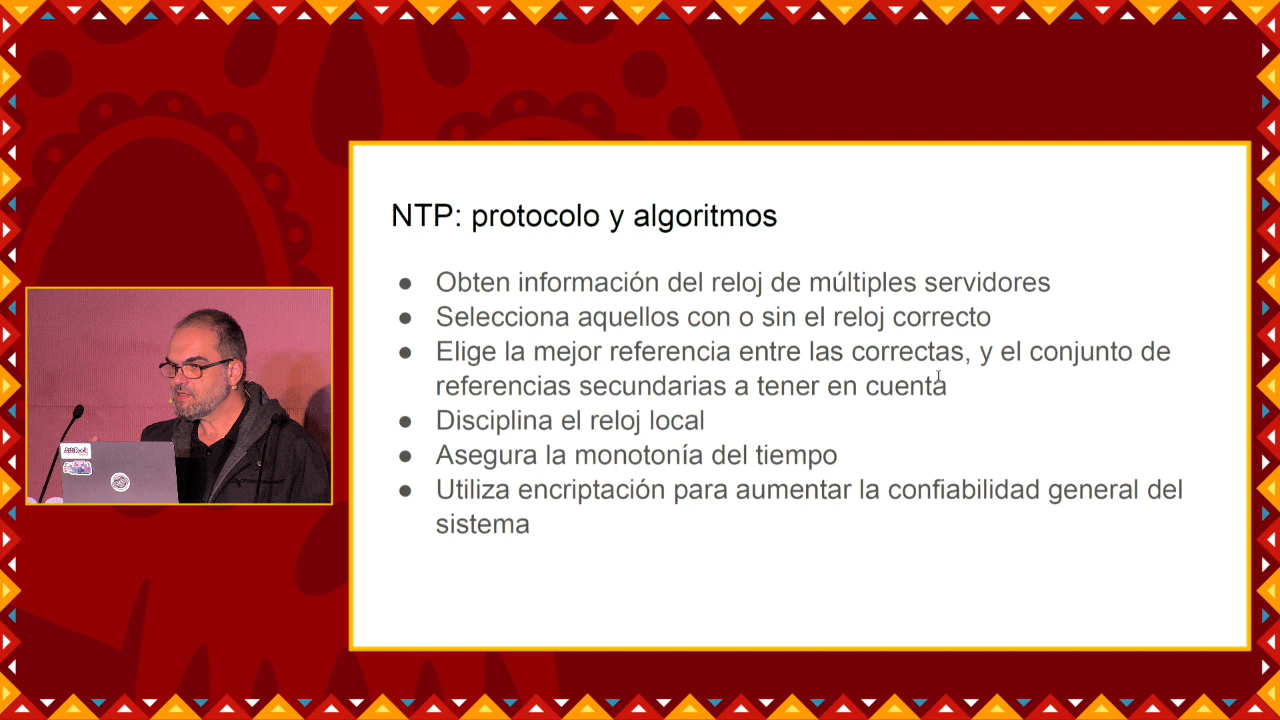 NTP: protocolo y algoritmos
● Obten información del reloj de múltiples servidores
● Selecciona aquellos con o sin el reloj correcto
● Elige la mejor referencia entre las correctas, y el conjunto de
referencias secundarias a tener en cuenta
● Disciplina el reloj local
● Asegura la monotonía del tiempo
● Utiliza encriptación para aumentar la confiabilidad general del
sistema